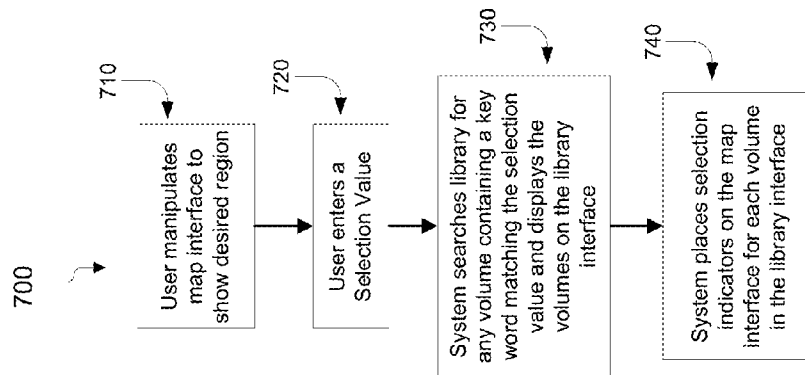 700
710
User manipulates
map interface to
show desired region
720
User enters a
Selection Value
730
System searches library for
any volume containing a key
word matching the selection
value and displays the
volumes on the library
interface
740
System places selection
indicators on the map
interface for each volume
in the library interface